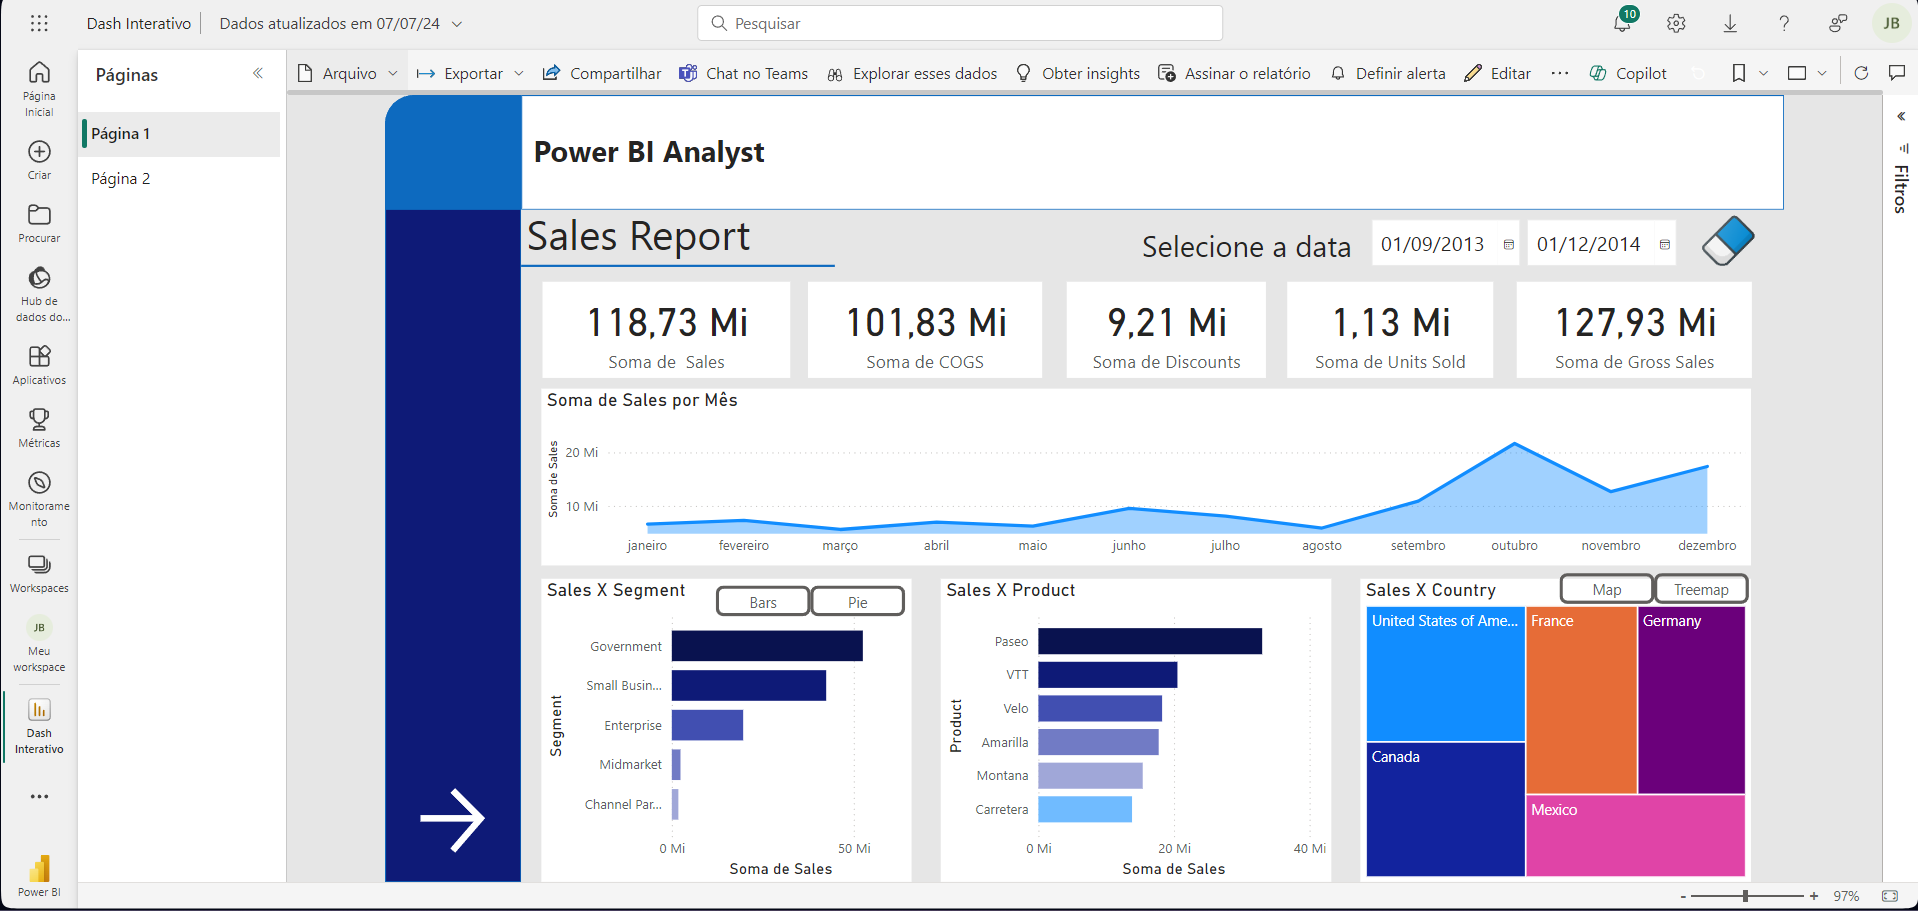 Dash Interativo
Dados atualizados em 07/07/24
Pesquisar
10
JB
Página Inicial
Criar
Procurar
Hub de dados do...
Aplicativos
Métricas
Monitoramento
Workspaces
JB
Meu workspace
Dash Interativo
Power BI
Páginas
Página 1
Página 2
Arquivo
Exportar
Compartilhar
Chat no Teams
Explorar esses dados
Obter insights
Assinar o relatório
Definir alerta
Editar
Copilot
Filtros
Power BI Analyst
Sales Report
Selecione a data
01/09/2013
01/12/2014
118,73 Mi
Soma de Sales
101,83 Mi
Soma de COGS
9,21 Mi
Soma de Discounts
1,13 Mi
Soma de Units Sold
127,93 Mi
Soma de Gross Sales
Soma de Sales por Mês
Soma de Sales
20 Mi
10 Mi
janeiro
fevereiro
março
abril
maio
junho
julho
agosto
setembro
outubro
novembro
dezembro
Sales X Segment
Bars
Pie
Segment
Government
Small Busin...
Enterprise
Midmarket
Channel Par...
0 Mi
50 Mi
Soma de Sales
Sales X Product
Product
Paseo
VTT
Velo
Amarilla
Montana
Carretera
0 Mi
20 Mi
40 Mi
Soma de Sales
Sales X Country
Map
Treemap
United States of Ame...
France
Germany
Canada
Mexico
97%